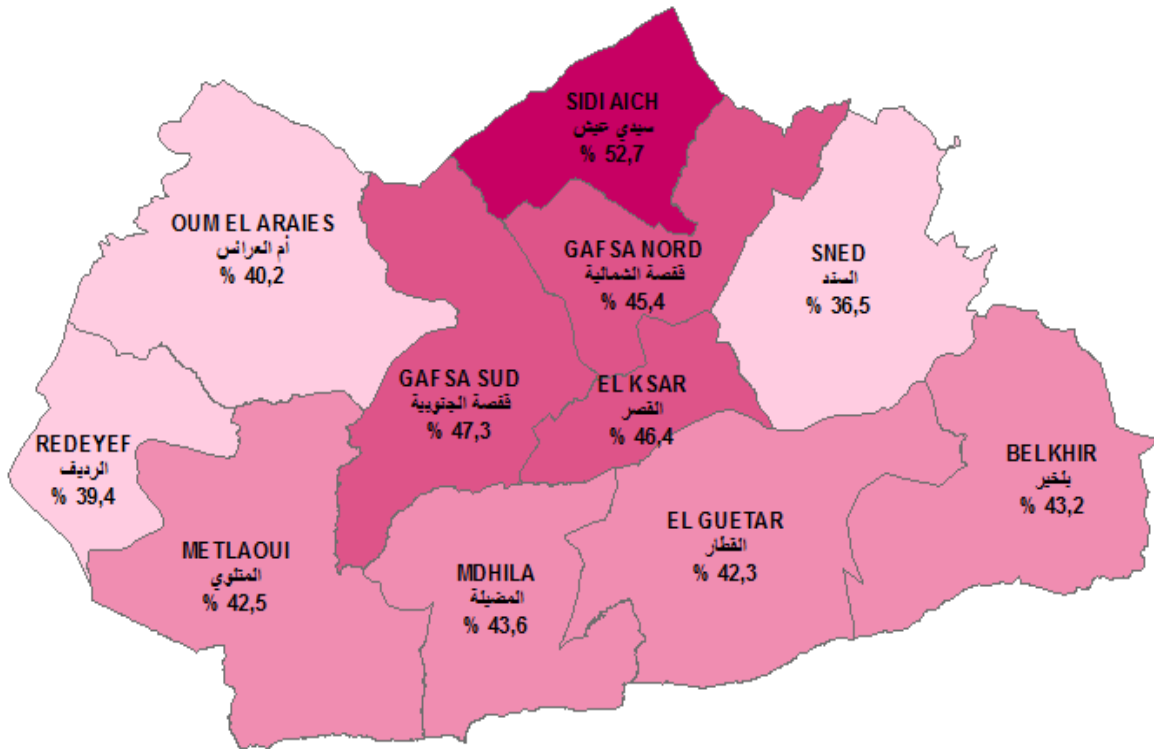 SIDI AICH
سيدي عيش
% 52,7
OUM EL ARAIES
أم العرائس
% 40,2
GAFSA NORD
قفصة الشمالية
% 45,4
SNED
السند
% 36,5
GAFSA SUD
قفصة الجنوبية
% 47,3
EL KSAR
القصر
% 46,4
REDEYEF
الرديف
% 39,4
BELKHIR
بلخير
% 43,2
METLAOUI
المتلوي
% 42,5
MDHILA
المضيلة
% 43,6
EL GUETAR
القطار
% 42,3